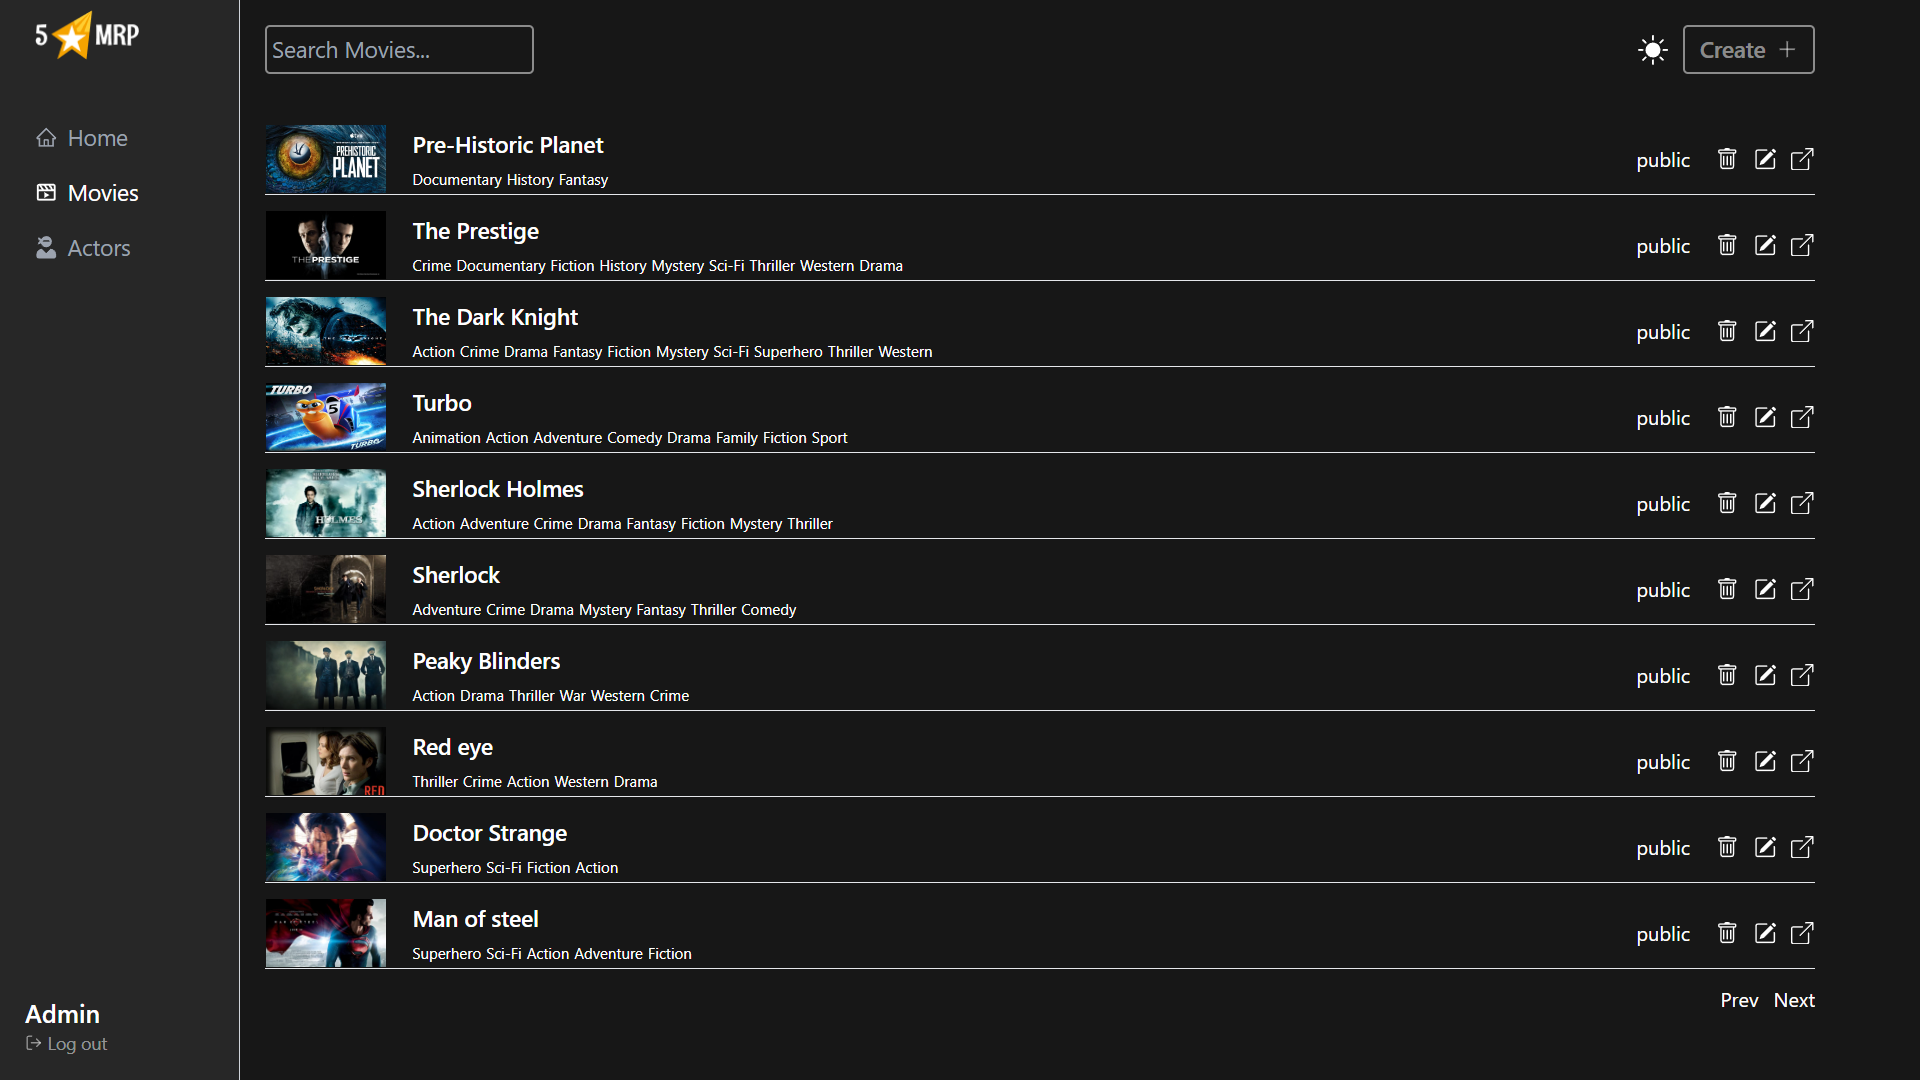 5 MRP
Search Movies...
Create +
Home
Movies
Actors
PREHISTORIC
PLANET
Pre-Historic Planet
Documentary History Fantasy
public
THE PRESTIGE
The Prestige
Crime Documentary Fiction History Mystery Sci-Fi Thriller Western Drama
public
The Dark Knight
Action Crime Drama Fantasy Fiction Mystery Sci-Fi Superhero Thriller Western
public
TURBO
5
TURBO
Turbo
Animation Action Adventure Comedy Drama Family Fiction Sport
public
HOLMES
Sherlock Holmes
Action Adventure Crime Drama Fantasy Fiction Mystery Thriller
public
Sherlock
Adventure Crime Drama Mystery Fantasy Thriller Comedy
public
Peaky Blinders
Action Drama Thriller War Western Crime
public
RED
Red eye
Thriller Crime Action Western Drama
public
Doctor Strange
Superhero Sci-Fi Fiction Action
public
Man of steel
Superhero Sci-Fi Action Adventure Fiction
public
Prev Next
Admin
Log out